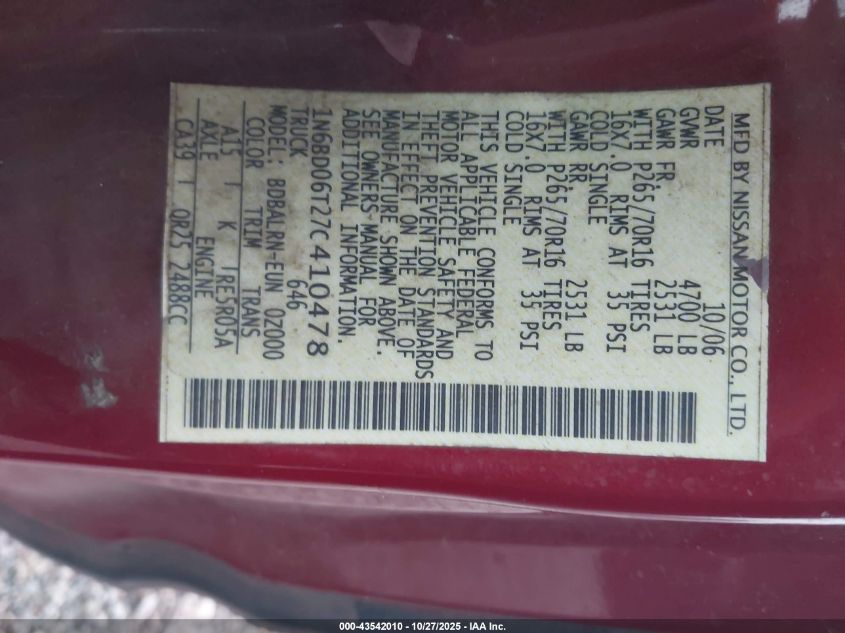 MFD BY NISSAN MOTOR CO., LTD.
DATE 10/06
GVWR 4700 LB
GAWR FR. 2531 LB
WITH P265/70R16 TIRES
16X7.0 RIMS AT 35 PSI
COLD SINGLE
GAWR RR. 2531 LB
WITH P265/70R16 TIRES
16X7.0 RIMS AT 35 PSI
COLD SINGLE
THIS VEHICLE CONFORMS TO
ALL APPLICABLE FEDERAL
MOTOR VEHICLE SAFETY AND
THEFT PREVENTION STANDARDS
IN EFFECT ON THE DATE OF
MANUFACTURE SHOWN ABOVE.
SEE OWNERS MANUAL FOR
ADDITIONAL INFORMATION.
1N6BD06T27C410478
TRUCK 646
MODEL: BDBALRN-EUN QZ000
COLOR TRIM TRANS
A15 K RE5R05A
AXLE ENGINE
CA39 QR25 2488CC
000-43542010 - 10/27/2025 - IAA Inc.